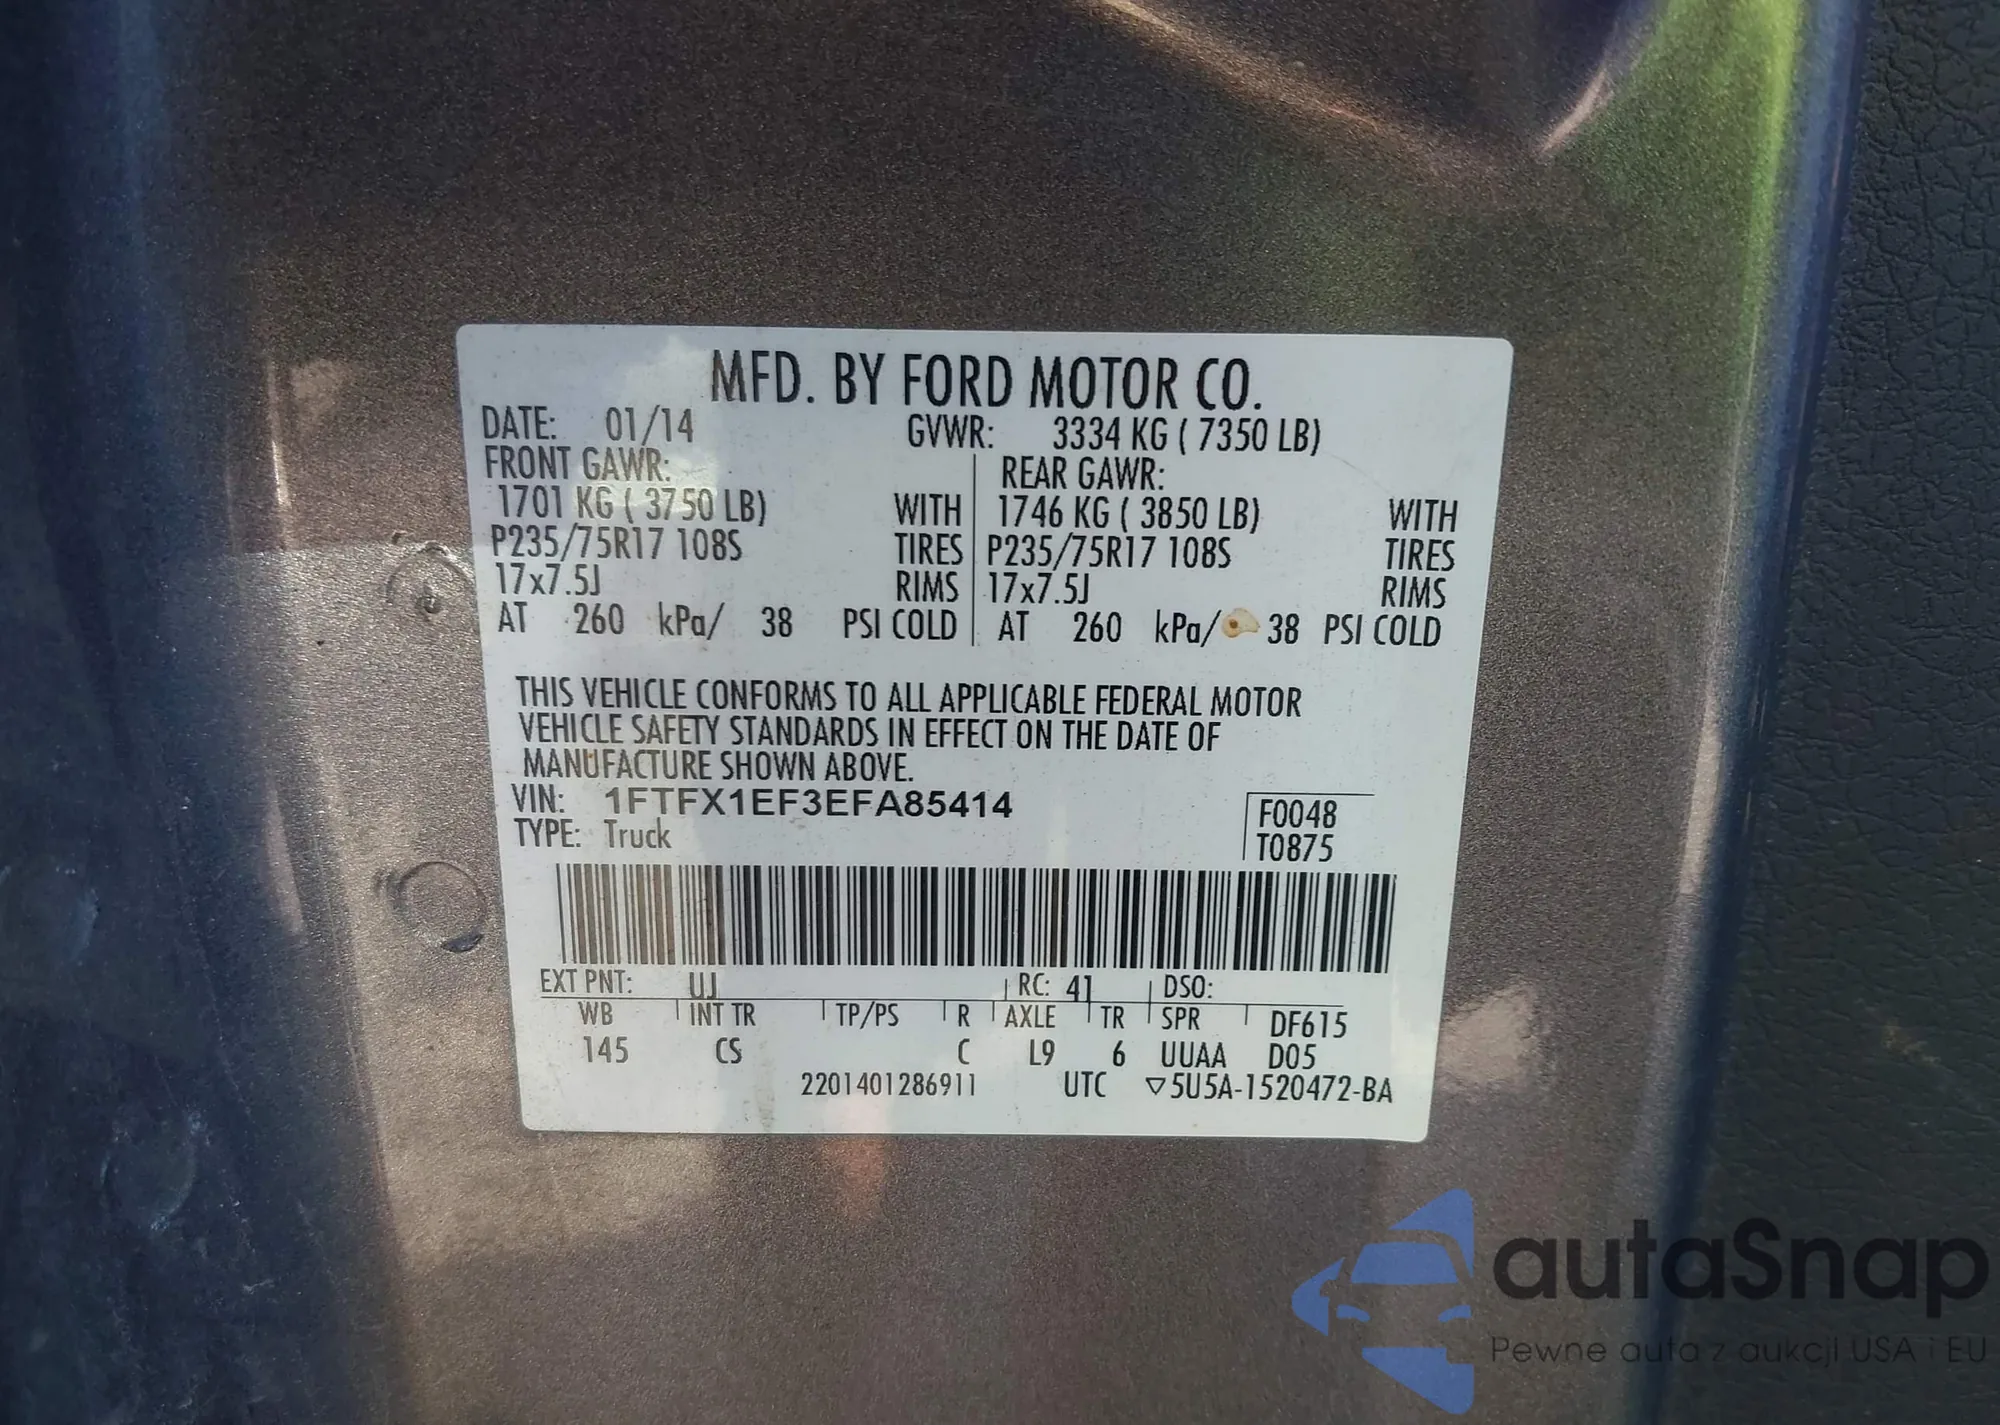 MFD. BY FORD MOTOR CO.
DATE: 01/14 GVWR: 3334 KG ( 7350 LB)
FRONT GAWR: REAR GAWR:
1701 KG ( 3750 LB) WITH 1746 KG ( 3850 LB) WITH
P235/75R17 108S TIRES P235/75R17 108S TIRES
17x7.5J RIMS 17x7.5J RIMS
AT 260 kPa/ 38 PSI COLD AT 260 kPa/ 38 PSI COLD
THIS VEHICLE CONFORMS TO ALL APPLICABLE FEDERAL MOTOR
VEHICLE SAFETY STANDARDS IN EFFECT ON THE DATE OF
MANUFACTURE SHOWN ABOVE.
VIN: 1FTFX1EF3EFA85414 F0048
TYPE: Truck T0875
EXT PNT: UJ RC: 41 DSO:
WB INT TR TP/PS R AXLE TR SPR DF615
145 CS C L9 6 UUAA D05
2201401286911 UTC ▽5U5A-1520472-BA
autaSnap
Pewne auta z aukcji USA i EU